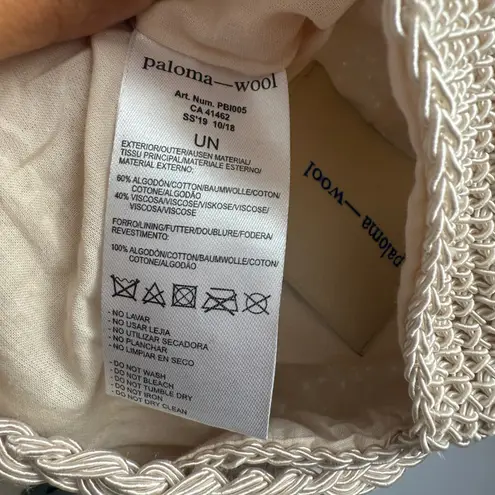 paloma—wool
Art. Num. PBI005
CA 41462
SS'19 10/18
UN
EXTERIOR/OUTER/AUSEN MATERIAL/
TISSU PRINCIPAL/MATERIALE ESTERNO/
MATERIAL EXTERNO:
60% ALGODÓN/COTTON/BAUMWOLLE/COTON/
COTONE/ALGODÃO
40% VISCOSA/VISCOSE/VISKOSE/VISCOSE/
VISCOSA/VISCOSE
FORRO/LINING/FUTTER/DOUBLURE/FODERA/
REVESTIMENTO:
100% ALGODÓN/COTTON/BAUMWOLLE/COTON/
COTONE/ALGODÃO
- NO LAVAR
- NO USAR LEJIA
- NO UTILIZAR SECADORA
- NO PLANCHAR
- NO LIMPIAR EN SECO
- DO NOT WASH
- DO NOT BLEACH
- DO NOT TUMBLE DRY
- DO NOT IRON
- DO NOT DRY CLEAN
paloma—wool